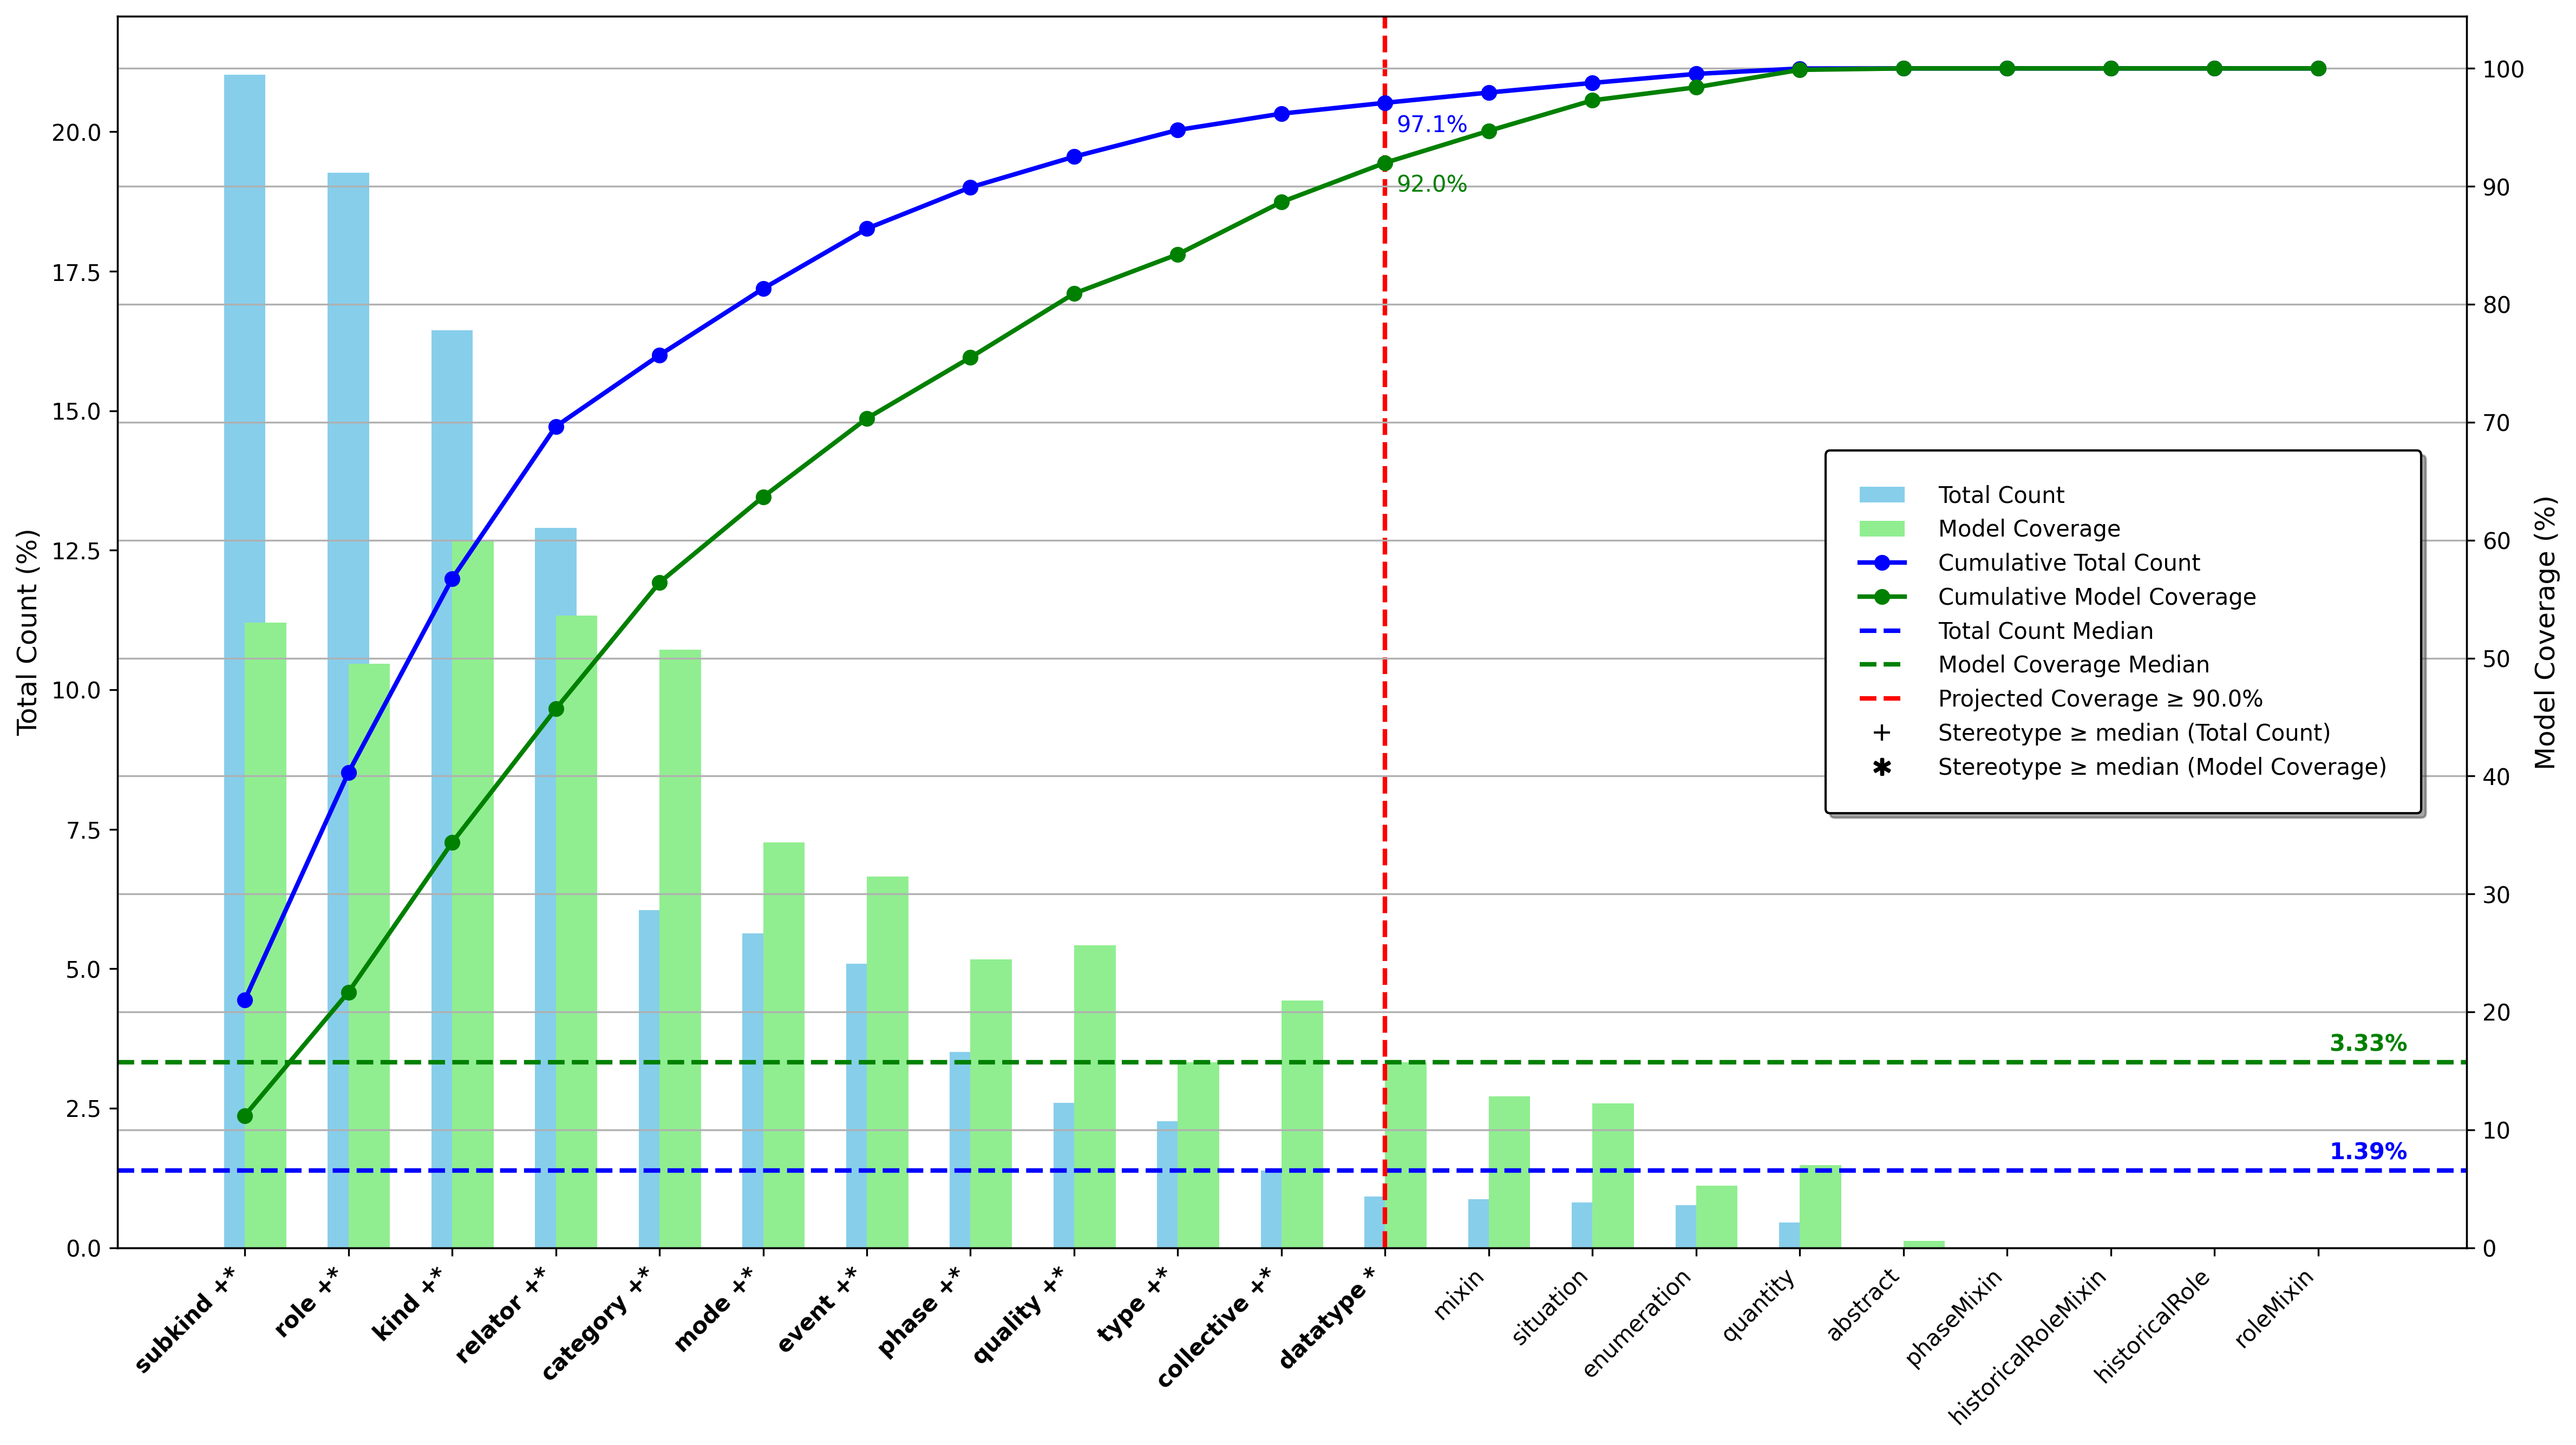 Total Count (%)
20.0
17.5
15.0
12.5
10.0
7.5
5.0
2.5
0.0
97.1%
92.0%
3.33%
1.39%
Total Count
Model Coverage
Cumulative Total Count
Cumulative Model Coverage
Total Count Median
Model Coverage Median
Projected Coverage ≥ 90.0%
+ Stereotype ≥ median (Total Count)
✱ Stereotype ≥ median (Model Coverage)
100
90
80
70
60
50
40
30
20
10
0
Model Coverage (%)
subkind +*
role +*
kind +*
relator +*
category +*
mode +*
event +*
phase +*
quality +*
type +*
collective +*
datatype *
mixin
situation
enumeration
quantity
abstract
phaseMixin
historicalRoleMixin
historicalRole
roleMixin